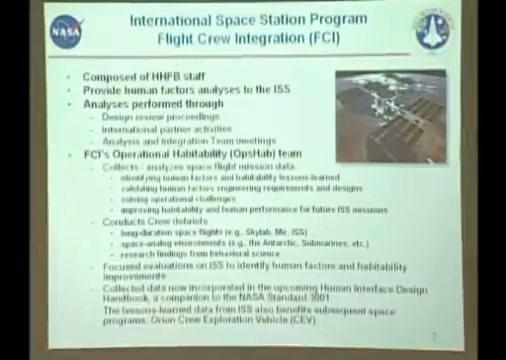 International Space Station Program
Flight Crew Integration (FCI)
NASA
• Composed of HHFB staff
• Provide human factors analyses to the ISS
• Analyses performed through
– Design review proceedings
– International partner activities
– Analysis and Integration Team meetings
• FCI's Operational Habitability (OpsHab) team
– Collects / analyzes space flight mission data
• identifying human factors and habitability lessons-learned
• validating human factors engineering requirements and designs
• solving operational challenges
• improving habitability and human performance for future ISS missions
– Conducts Crew debriefs
• long-duration space flights (e.g., Skylab, Mir, ISS)
• space-analog environments (e.g., the Antarctic, Submarines, etc.)
• research findings from behavioral science
– Focused evaluations on ISS to identify human factors and habitability
improvements
– Collected data now incorporated in the upcoming Human Interface Design
Handbook, a companion to the NASA Standard 3001
– The lessons-learned data from ISS also benefits subsequent space
programs: Orion Crew Exploration Vehicle (CEV)